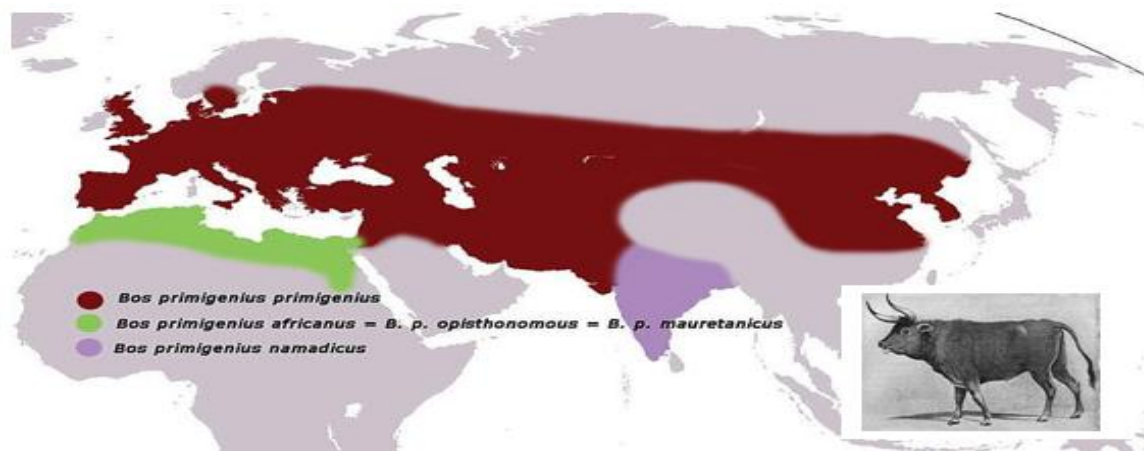 Bos primigenius primigenius
Bos primigenius africanus = B. p. opisthonomous = B. p. mauretanicus
Bos primigenius namadicus